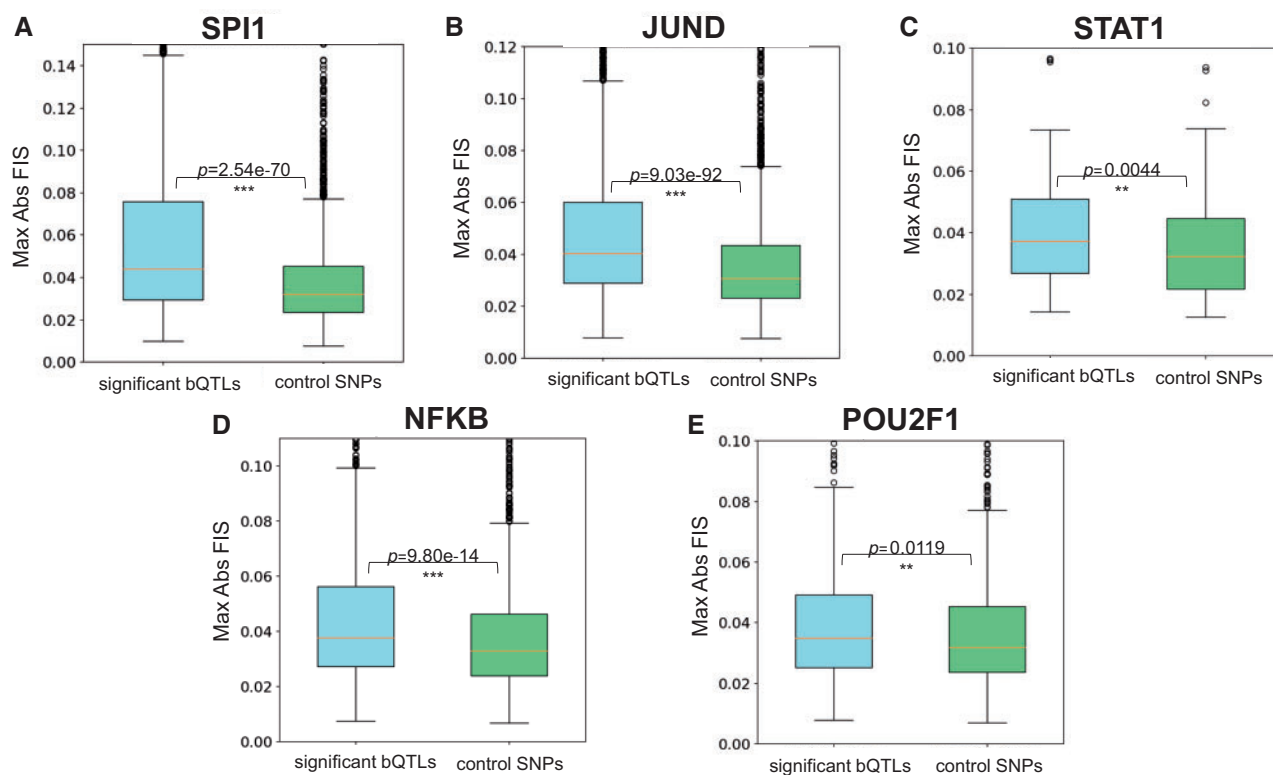 A SPI1
Max Abs FIS
0.14
0.12
0.10
0.08
0.06
0.04
0.02
0.00
p=2.54e-70
***
significant bQTLs control SNPs
B JUND
Max Abs FIS
0.12
0.10
0.08
0.06
0.04
0.02
0.00
p=9.03e-92
***
significant bQTLs control SNPs
C STAT1
Max Abs FIS
0.10
0.08
0.06
0.04
0.02
0.00
p=0.0044
**
significant bQTLs control SNPs
D NFKB
Max Abs FIS
0.10
0.08
0.06
0.04
0.02
0.00
p=9.80e-14
***
significant bQTLs control SNPs
E POU2F1
Max Abs FIS
0.10
0.08
0.06
0.04
0.02
0.00
p=0.0119
**
significant bQTLs control SNPs